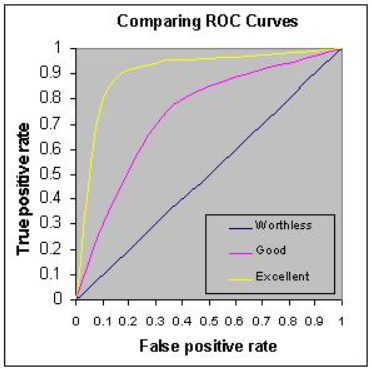 Comparing ROC Curves
True positive rate
1
0.9
0.8
0.7
0.6
0.5
0.4
0.3
0.2
0.1
0
Worthless
Good
Excellent
0 0.1 0.2 0.3 0.4 0.5 0.6 0.7 0.8 0.9 1
False positive rate